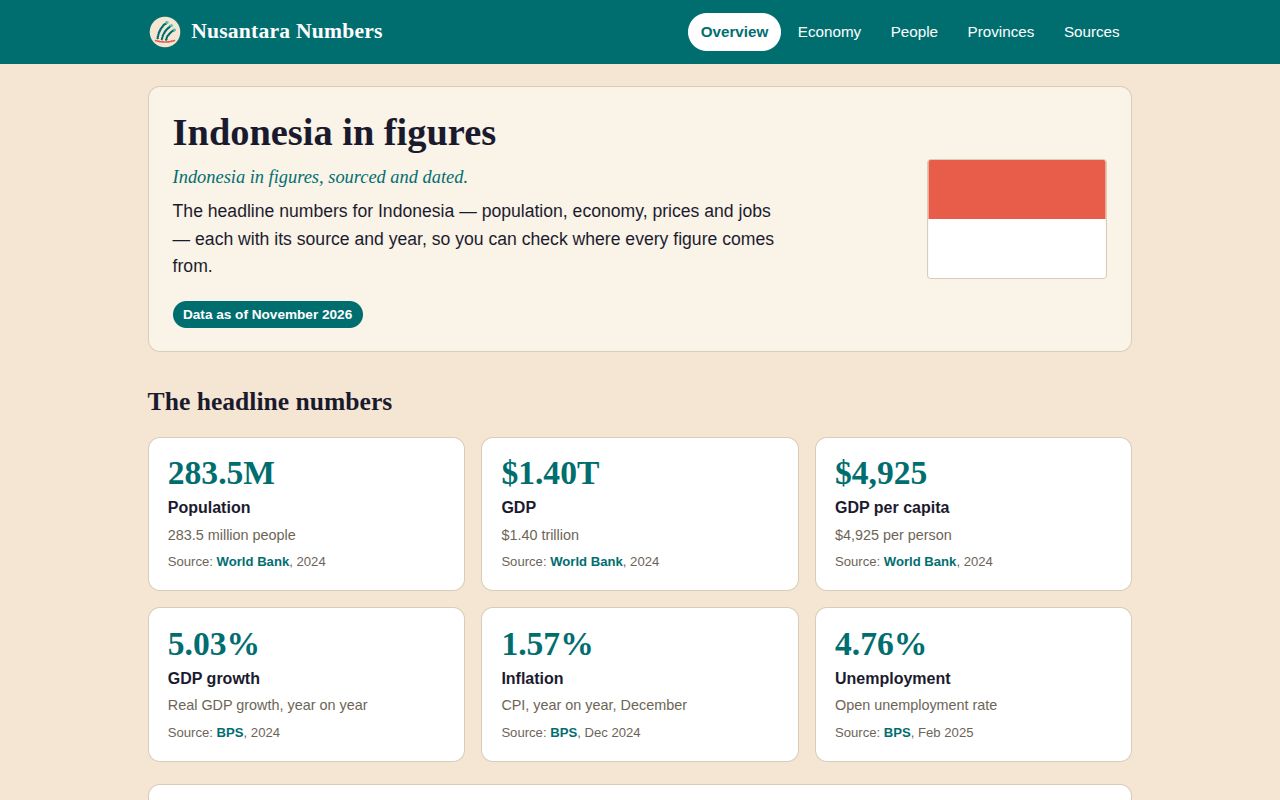 Nusantara Numbers
Overview
Economy
People
Provinces
Sources
Indonesia in figures
Indonesia in figures, sourced and dated.
The headline numbers for Indonesia — population, economy, prices and jobs
— each with its source and year, so you can check where every figure comes
from.
Data as of November 2026
The headline numbers
283.5M
Population
283.5 million people
Source: World Bank, 2024
$1.40T
GDP
$1.40 trillion
Source: World Bank, 2024
$4,925
GDP per capita
$4,925 per person
Source: World Bank, 2024
5.03%
GDP growth
Real GDP growth, year on year
Source: BPS, 2024
1.57%
Inflation
CPI, year on year, December
Source: BPS, Dec 2024
4.76%
Unemployment
Open unemployment rate
Source: BPS, Feb 2025